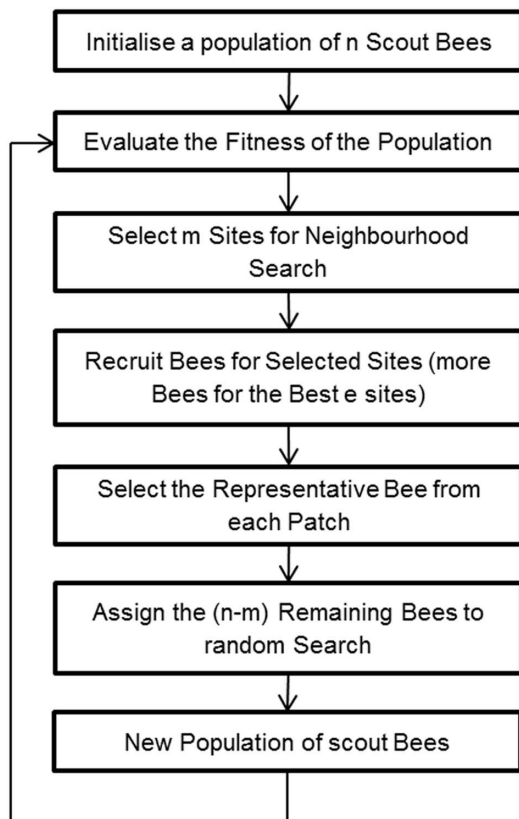 Initialise a population of n Scout Bees
Evaluate the Fitness of the Population
Select m Sites for Neighbourhood
Search
Recruit Bees for Selected Sites (more
Bees for the Best e sites)
Select the Representative Bee from
each Patch
Assign the (n-m) Remaining Bees to
random Search
New Population of scout Bees